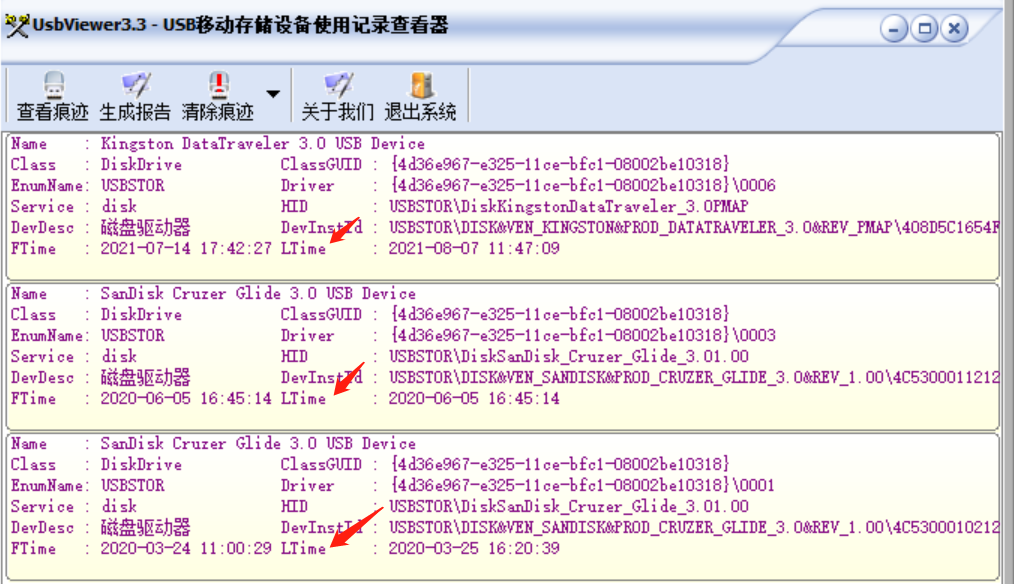 UsbViewer3.3 - USB移动存储设备使用记录查看器
查看痕迹 生成报告 清除痕迹 关于我们 退出系统
Name : Kingston DataTraveler 3.0 USB Device
Class : DiskDrive ClassGUID : {4d36e967-e325-11ce-bfc1-08002be10318}
EnumName: USBSTOR Driver : {4d36e967-e325-11ce-bfc1-08002be10318}\0006
Service : disk HID : USBSTOR\DiskKingstonDataTraveler_3.0PMAP
DevDesc : 磁盘驱动器 DevInstId : USBSTOR\DISK&VEN_KINGSTON&PROD_DATATRAVELER_3.0&REV_PMAP\408D5C1654F
FTime : 2021-07-14 17:42:27 LTime : 2021-08-07 11:47:09
Name : SanDisk Cruzer Glide 3.0 USB Device
Class : DiskDrive ClassGUID : {4d36e967-e325-11ce-bfc1-08002be10318}
EnumName: USBSTOR Driver : {4d36e967-e325-11ce-bfc1-08002be10318}\0003
Service : disk HID : USBSTOR\DiskSanDisk_Cruzer_Glide_3.01.00
DevDesc : 磁盘驱动器 DevInstId : USBSTOR\DISK&VEN_SANDISK&PROD_CRUZER_GLIDE_3.0&REV_1.00\4C5300011212
FTime : 2020-06-05 16:45:14 LTime : 2020-06-05 16:45:14
Name : SanDisk Cruzer Glide 3.0 USB Device
Class : DiskDrive ClassGUID : {4d36e967-e325-11ce-bfc1-08002be10318}
EnumName: USBSTOR Driver : {4d36e967-e325-11ce-bfc1-08002be10318}\0001
Service : disk HID : USBSTOR\DiskSanDisk_Cruzer_Glide_3.01.00
DevDesc : 磁盘驱动器 DevInstId : USBSTOR\DISK&VEN_SANDISK&PROD_CRUZER_GLIDE_3.0&REV_1.00\4C5300010212
FTime : 2020-03-24 11:00:29 LTime : 2020-03-25 16:20:39